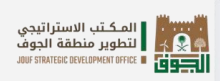 المكتب الاستراتيجي
لتطوير منطقة الجوف
JOUF STRATEGIC DEVELOPMENT OFFICE
الجوف